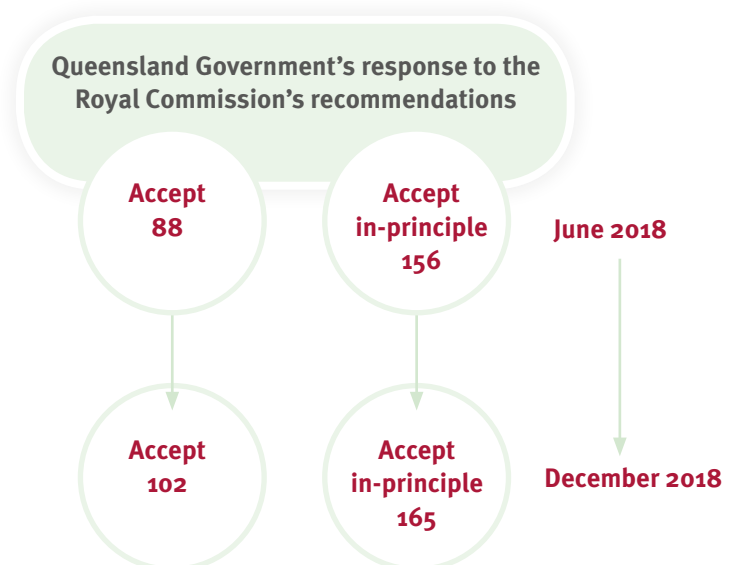 Queensland Government’s response to the
Royal Commission’s recommendations
Accept
88
Accept
in-principle
156
June 2018
Accept
102
Accept
in-principle
165
December 2018